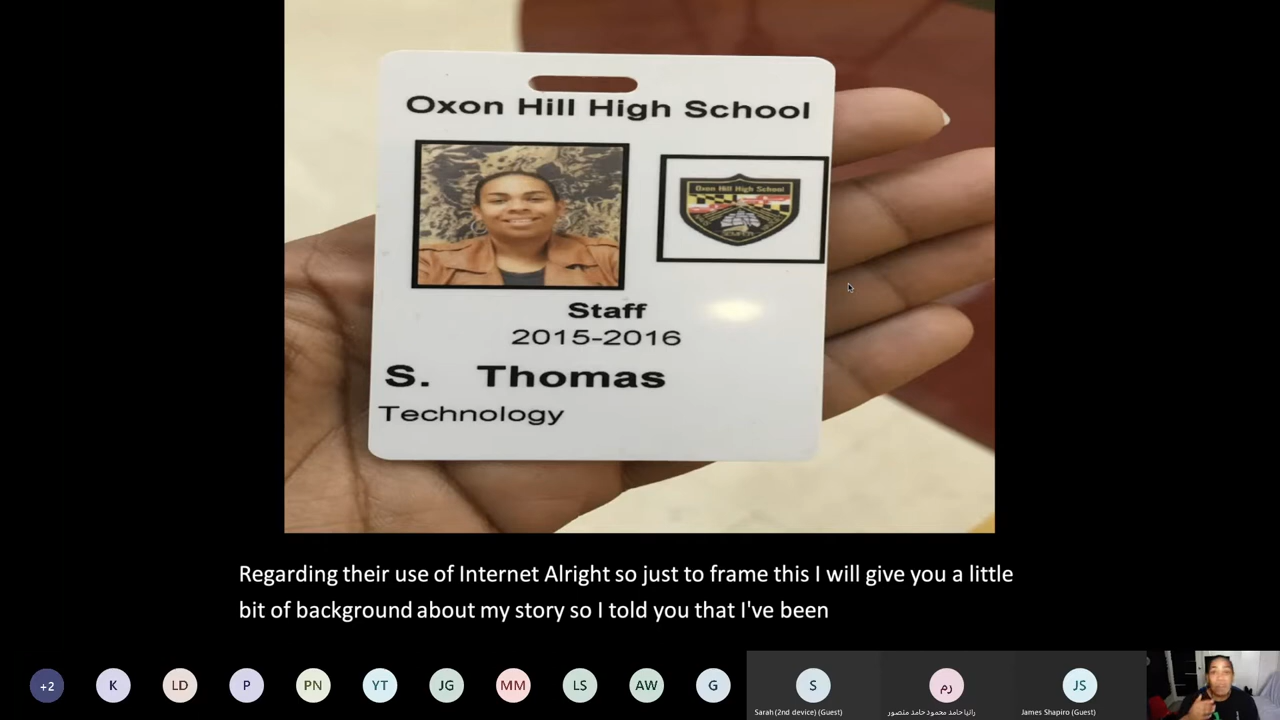 Oxon Hill High School
Oxon Hill High School
Staff
2015-2016
S. Thomas
Technology
Regarding their use of Internet Alright so just to frame this I will give you a little
bit of background about my story so I told you that I've been
+2
K
LD
P
PN
YT
JG
MM
LS
AW
G
S
رم
JS
Sarah (2nd device) (Guest)
رانيا حامد محمود حامد منصور
James Shapiro (Guest)